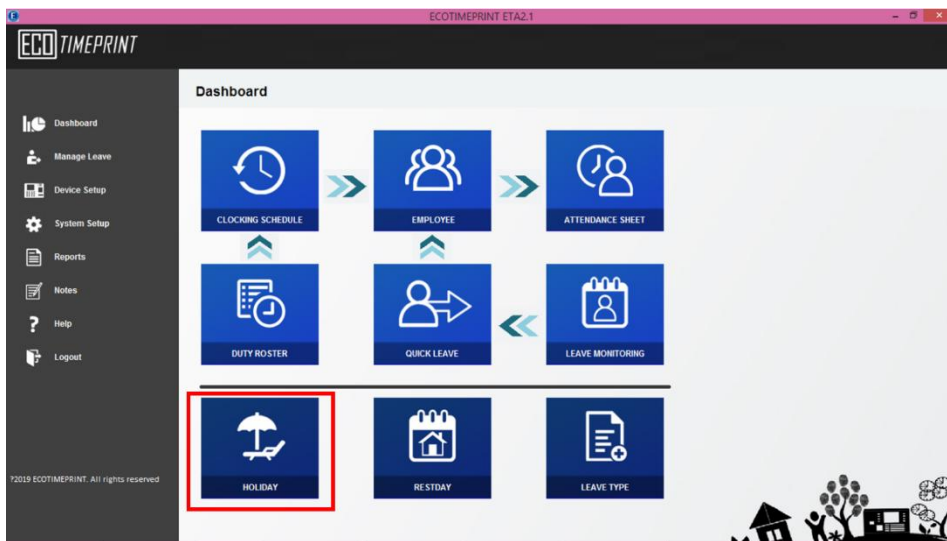 ECOTIMEPRINT ETA2.1
ECO TIMEPRINT
Dashboard
Dashboard
Manage Leave
Device Setup
System Setup
Reports
Notes
Help
Logout
?2019 ECOTIMEPRINT. All rights reserved
CLOCKING SCHEDULE
EMPLOYEE
ATTENDANCE SHEET
DUTY ROSTER
QUICK LEAVE
LEAVE MONITORING
HOLIDAY
RESTDAY
LEAVE TYPE